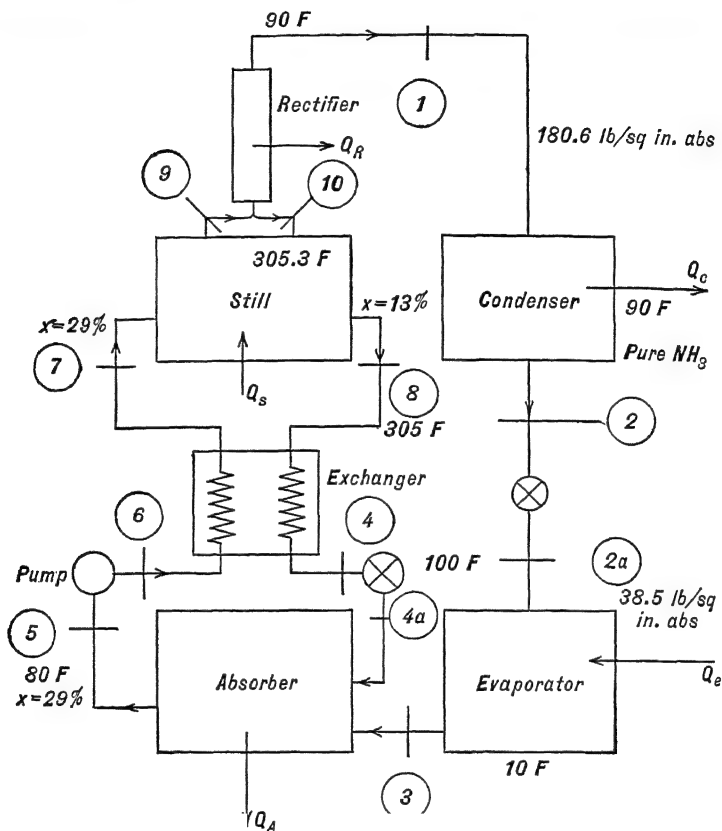 90 F
1
Rectifier
Q_R
180.6 lb/sq in. abs
9
10
305.3 F
Still
Condenser
Q_c
90 F
x=29%
x=13%
Pure NH₃
7
Q_s
8
305 F
2
Exchanger
6
4
Pump
100 F
2a
38.5 lb/sq
in. abs
4a
5
80 F
x=29%
Absorber
Evaporator
Q_e
10 F
3
Q_A